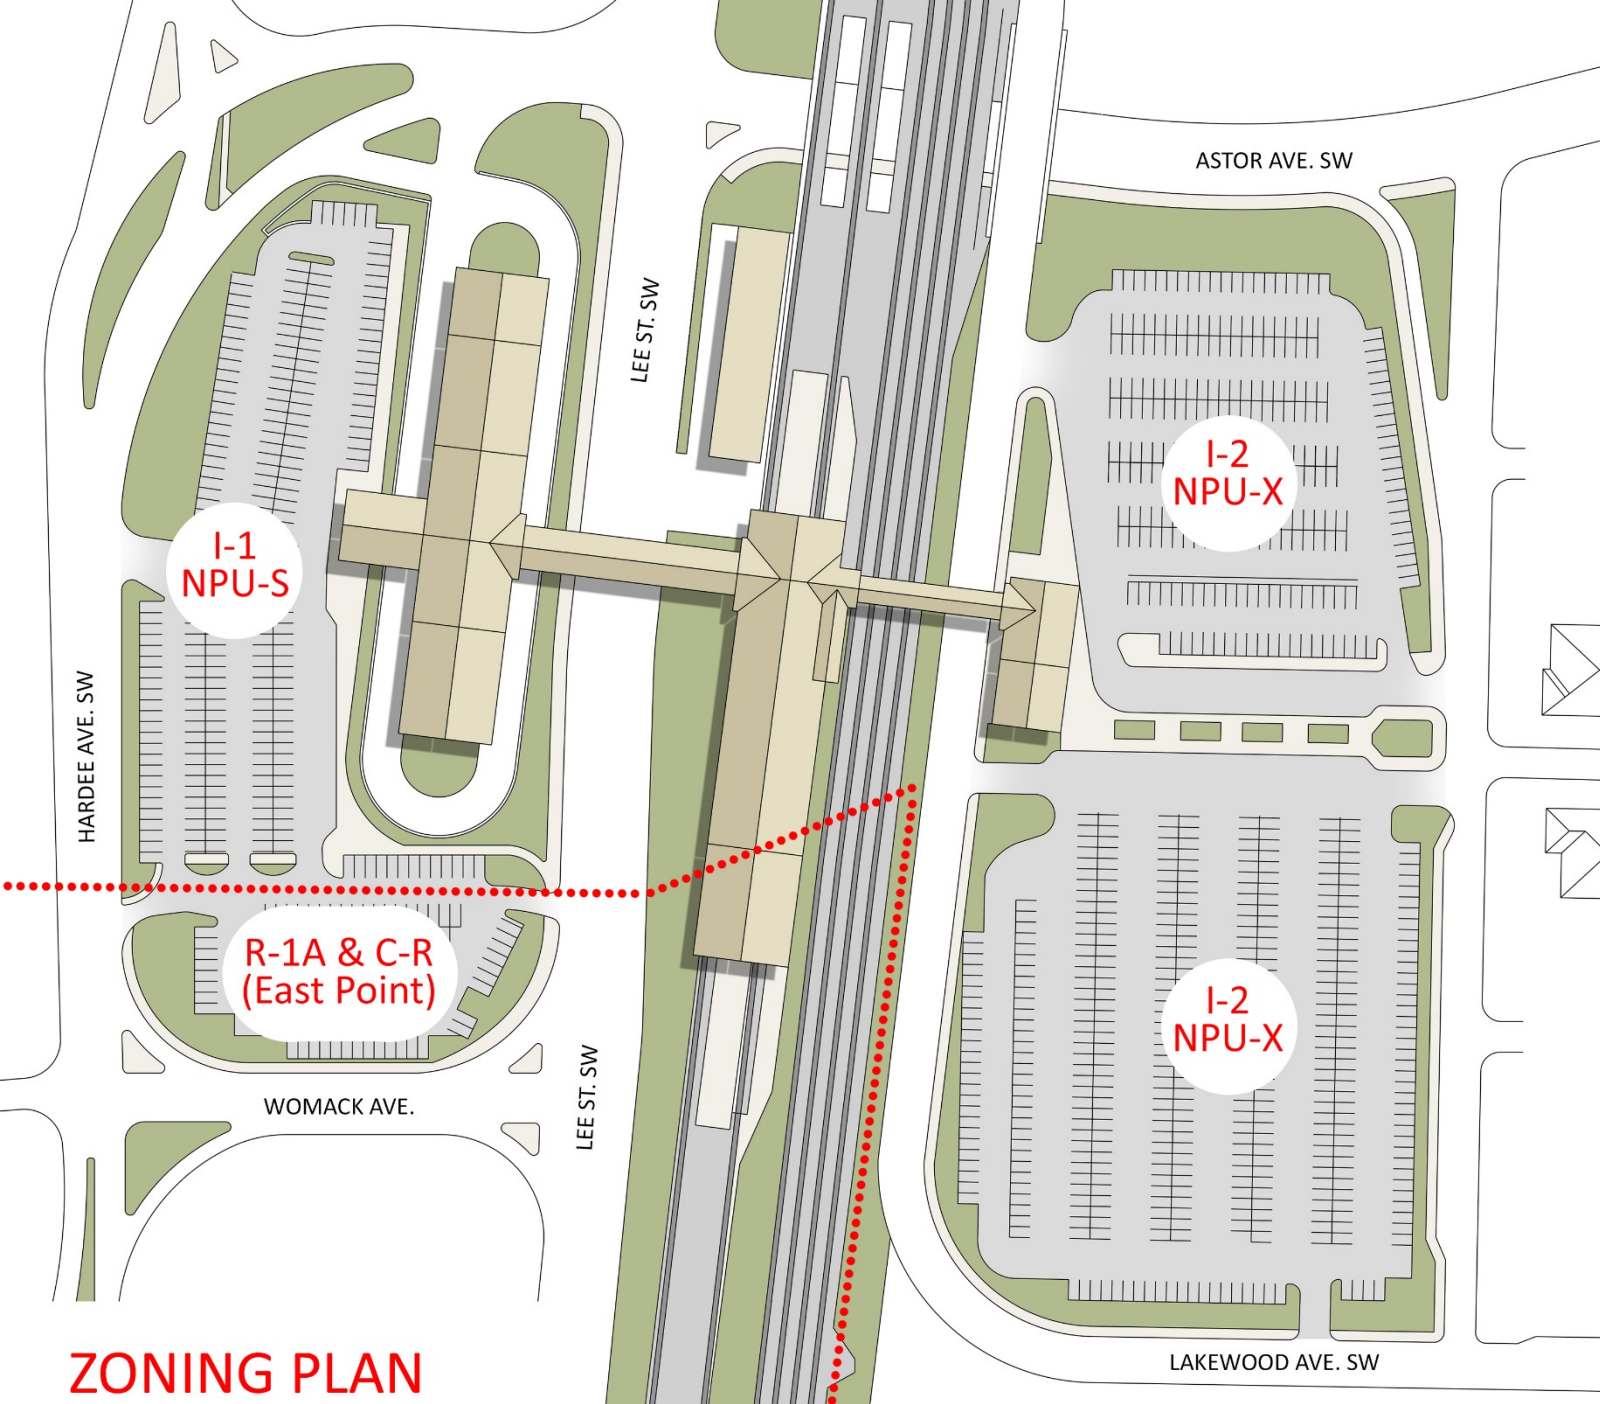 ASTOR AVE. SW
LEE ST. SW
I-2
NPU-X
I-1
NPU-S
HARDEE AVE. SW
R-1A & C-R
(East Point)
I-2
NPU-X
LEE ST. SW
WOMACK AVE.
LAKEWOOD AVE. SW
ZONING PLAN